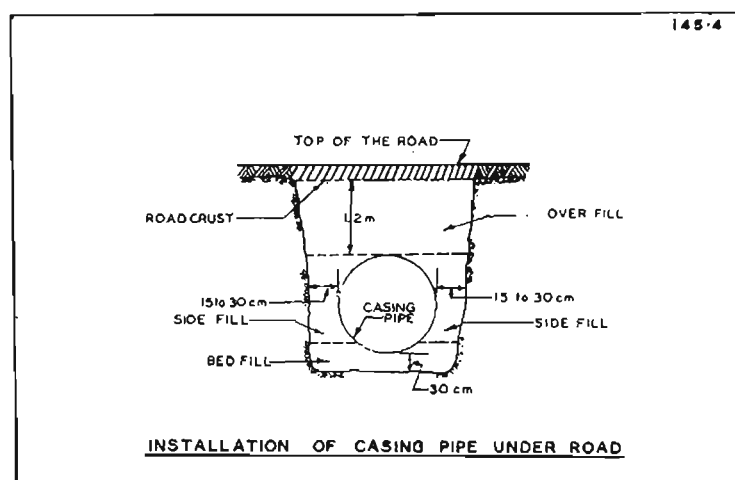 145·4
TOP OF THE ROAD
ROAD CRUST
1.2 m
OVER FILL
15 to 30 cm
15 to 30 cm
CASING
PIPE
SIDE FILL
SIDE FILL
BED FILL
30 cm
INSTALLATION OF CASING PIPE UNDER ROAD